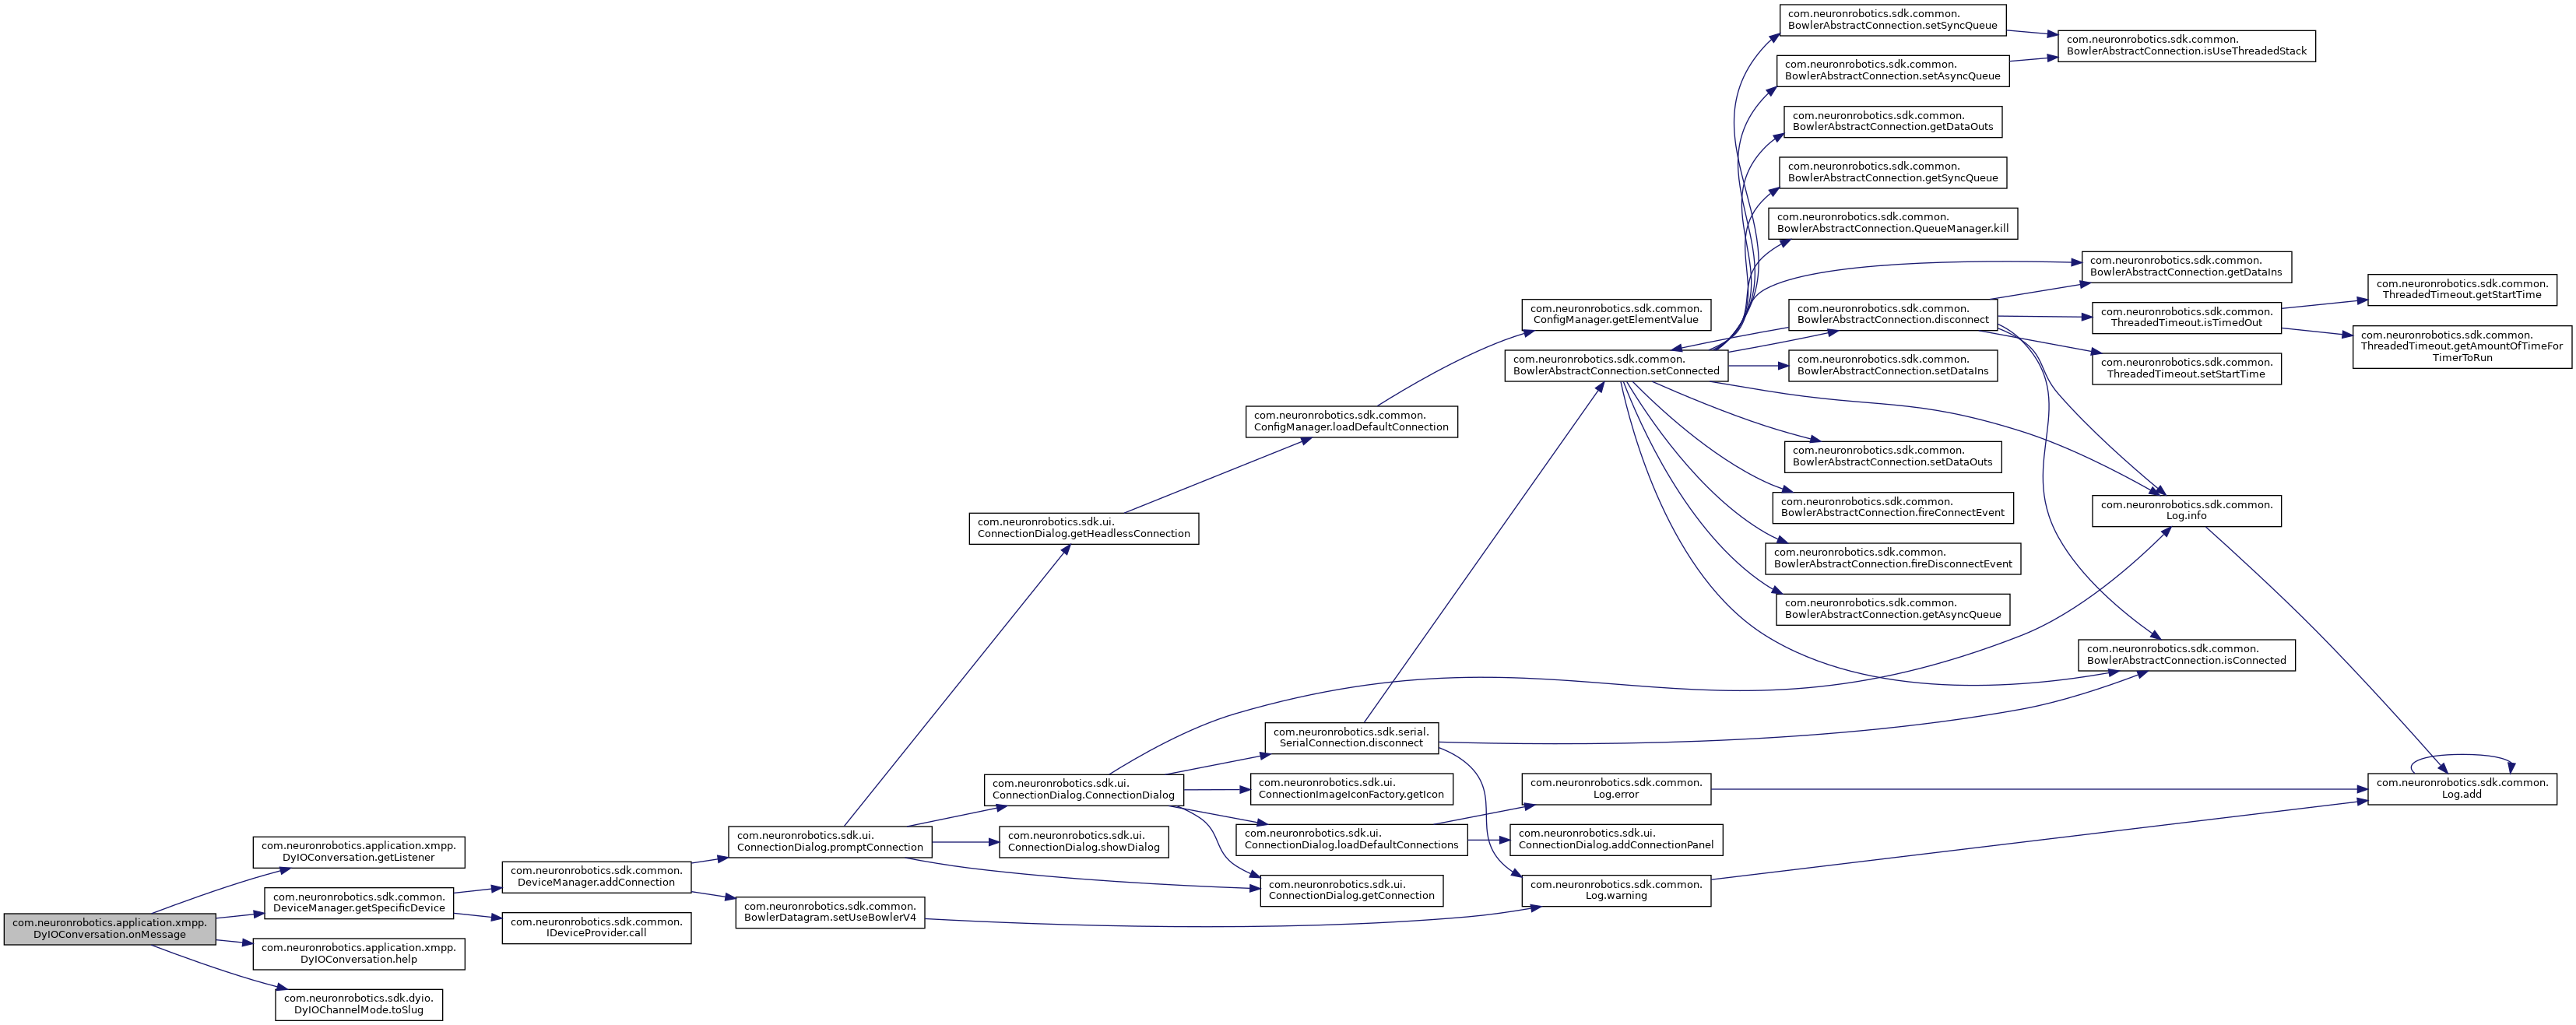 com.neuronrobotics.application.xmpp.
DyIOConversation.onMessage
com.neuronrobotics.application.xmpp.
DyIOConversation.getListener
com.neuronrobotics.sdk.common.
DeviceManager.getSpecificDevice
com.neuronrobotics.application.xmpp.
DyIOConversation.help
com.neuronrobotics.sdk.dyio.
DyIOChannelMode.toSlug
com.neuronrobotics.sdk.common.
DeviceManager.addConnection
com.neuronrobotics.sdk.common.
IDeviceProvider.call
com.neuronrobotics.sdk.ui.
ConnectionDialog.promptConnection
com.neuronrobotics.sdk.common.
BowlerDatagram.setUseBowlerV4
com.neuronrobotics.sdk.ui.
ConnectionDialog.getHeadlessConnection
com.neuronrobotics.sdk.ui.
ConnectionDialog.ConnectionDialog
com.neuronrobotics.sdk.ui.
ConnectionDialog.showDialog
com.neuronrobotics.sdk.common.
ConfigManager.loadDefaultConnection
com.neuronrobotics.sdk.serial.
SerialConnection.disconnect
com.neuronrobotics.sdk.ui.
ConnectionImageIconFactory.getIcon
com.neuronrobotics.sdk.ui.
ConnectionDialog.loadDefaultConnections
com.neuronrobotics.sdk.ui.
ConnectionDialog.getConnection
com.neuronrobotics.sdk.common.
ConfigManager.getElementValue
com.neuronrobotics.sdk.common.
BowlerAbstractConnection.setConnected
com.neuronrobotics.sdk.common.
Log.error
com.neuronrobotics.sdk.ui.
ConnectionDialog.addConnectionPanel
com.neuronrobotics.sdk.common.
Log.warning
com.neuronrobotics.sdk.common.
BowlerAbstractConnection.setSyncQueue
com.neuronrobotics.sdk.common.
BowlerAbstractConnection.setAsyncQueue
com.neuronrobotics.sdk.common.
BowlerAbstractConnection.getDataOuts
com.neuronrobotics.sdk.common.
BowlerAbstractConnection.getSyncQueue
com.neuronrobotics.sdk.common.
BowlerAbstractConnection.QueueManager.kill
com.neuronrobotics.sdk.common.
BowlerAbstractConnection.disconnect
com.neuronrobotics.sdk.common.
BowlerAbstractConnection.setDataIns
com.neuronrobotics.sdk.common.
BowlerAbstractConnection.setDataOuts
com.neuronrobotics.sdk.common.
BowlerAbstractConnection.fireConnectEvent
com.neuronrobotics.sdk.common.
BowlerAbstractConnection.fireDisconnectEvent
com.neuronrobotics.sdk.common.
BowlerAbstractConnection.getAsyncQueue
com.neuronrobotics.sdk.common.
BowlerAbstractConnection.isUseThreadedStack
com.neuronrobotics.sdk.common.
BowlerAbstractConnection.getDataIns
com.neuronrobotics.sdk.common.
ThreadedTimeout.isTimedOut
com.neuronrobotics.sdk.common.
ThreadedTimeout.setStartTime
com.neuronrobotics.sdk.common.
Log.info
com.neuronrobotics.sdk.common.
BowlerAbstractConnection.isConnected
com.neuronrobotics.sdk.common.
ThreadedTimeout.getStartTime
com.neuronrobotics.sdk.common.
ThreadedTimeout.getAmountOfTimeFor
TimerToRun
com.neuronrobotics.sdk.common.
Log.add